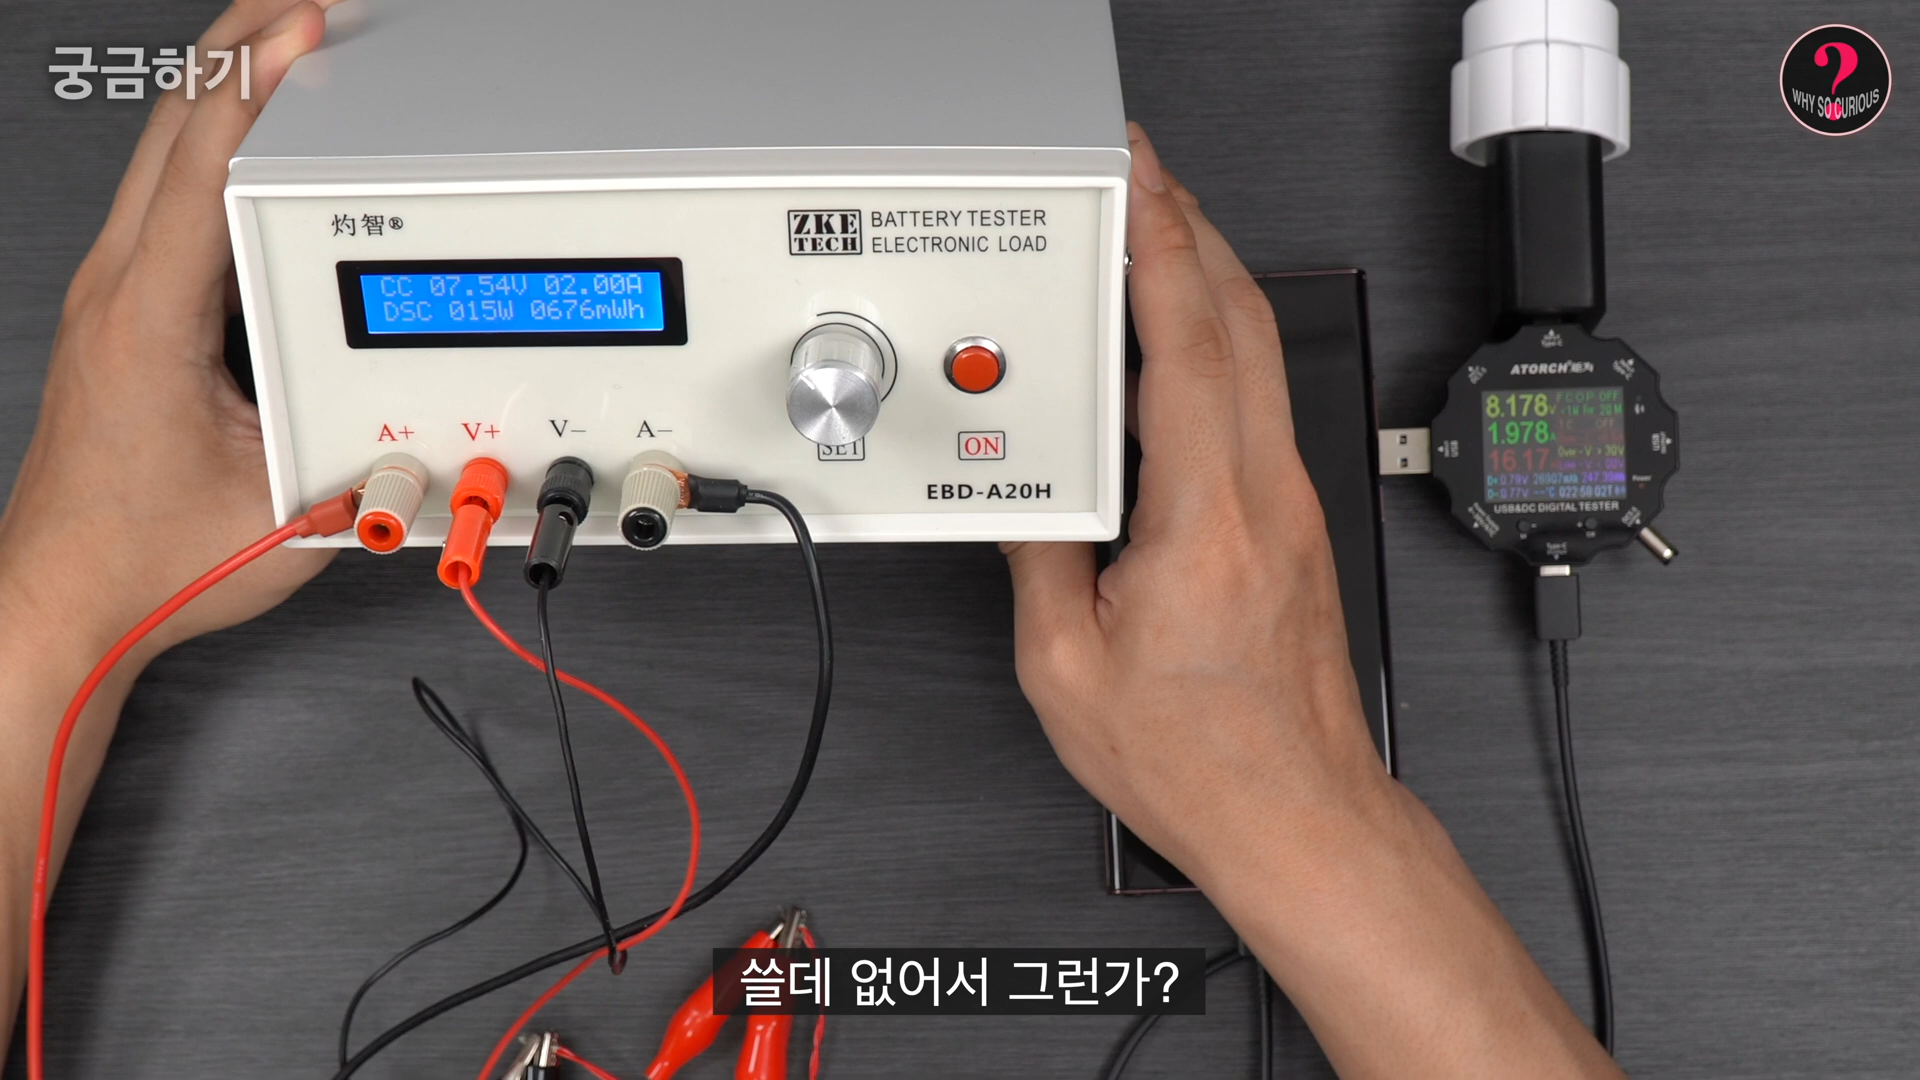 궁금하기
WHY SO CURIOUS
灼智®
ZKE TECH
BATTERY TESTER
ELECTRONIC LOAD
CC 07.54V 02.00A
DSC 015W 0676mWh
A+ V+ V− A−
SET
ON
EBD-A20H
ATORCH
8.178V
1.978A
16.17
USB&DC DIGITAL TESTER
쓸데 없어서 그런가?